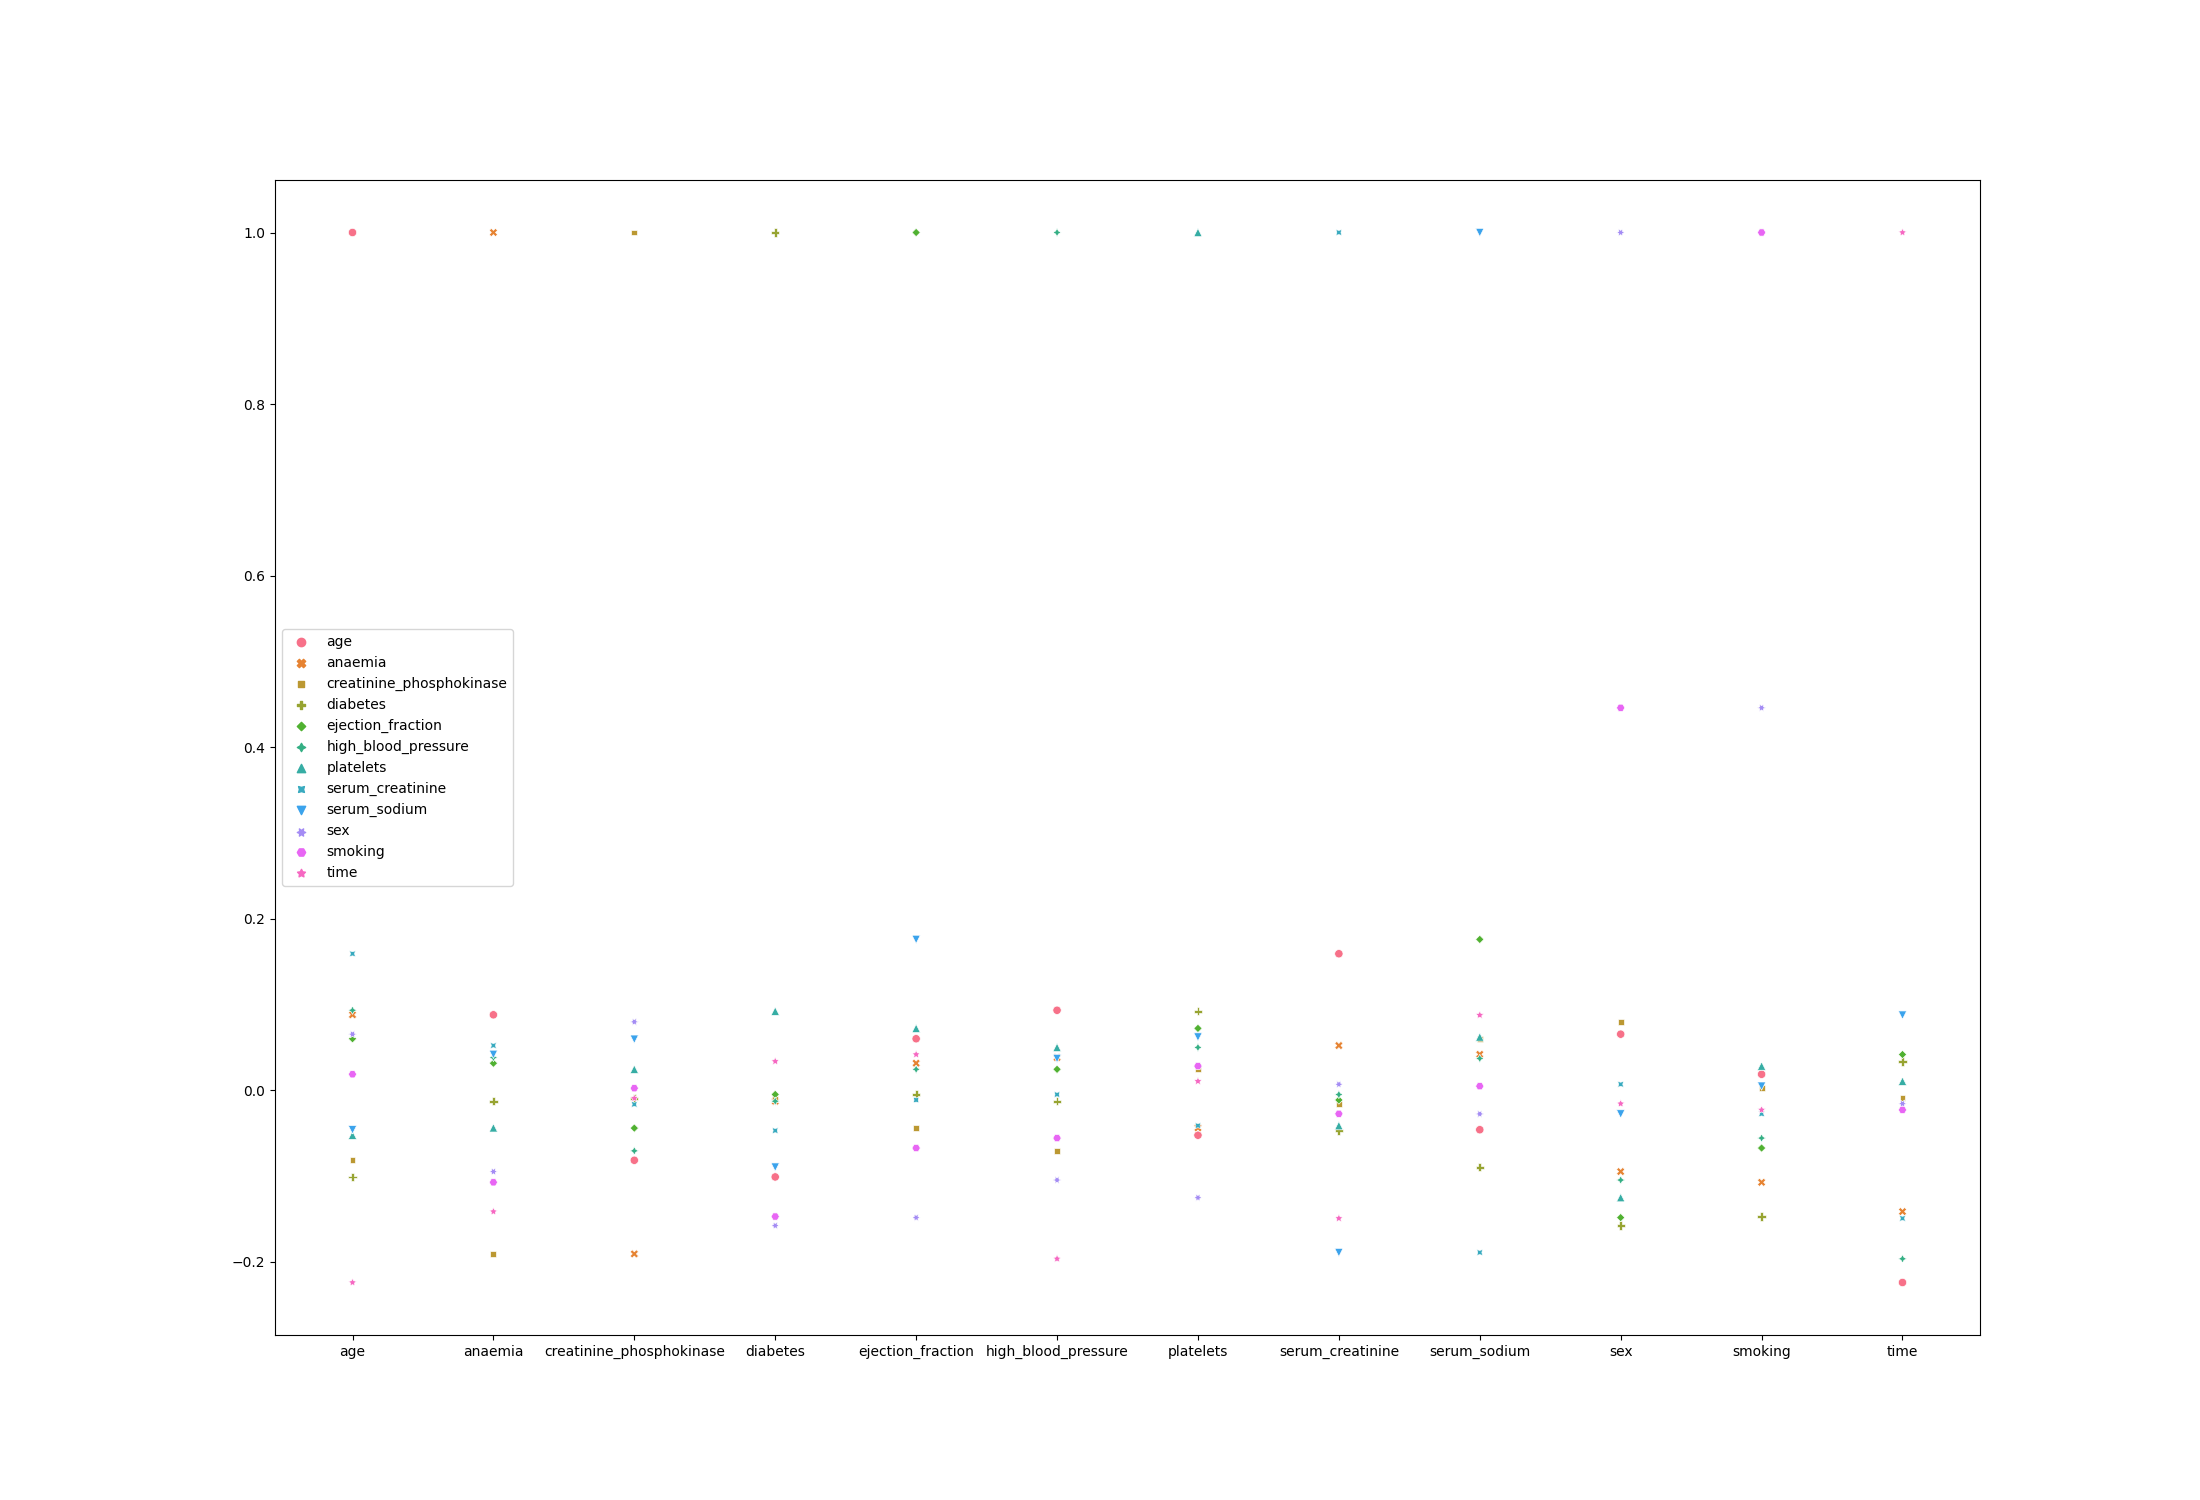 1.0
0.8
0.6
0.4
0.2
0.0
−0.2
age
anaemia
creatinine_phosphokinase
diabetes
ejection_fraction
high_blood_pressure
platelets
serum_creatinine
serum_sodium
sex
smoking
time
age anaemia creatinine_phosphokinase diabetes ejection_fraction high_blood_pressure platelets serum_creatinine serum_sodium sex smoking time